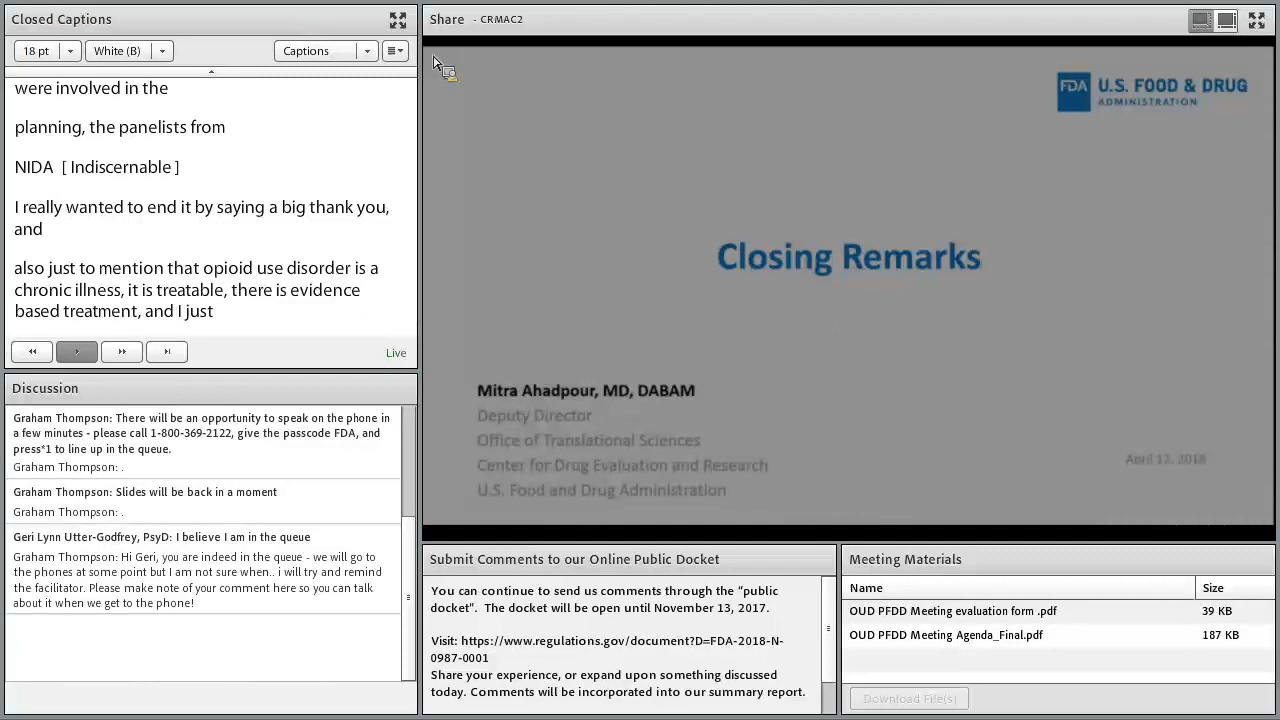 Closed Captions
18 pt
White (B)
Captions
were involved in the
planning, the panelists from
NIDA [ Indiscernable ]
I really wanted to end it by saying a big thank you,
and
also just to mention that opioid use disorder is a
chronic illness, it is treatable, there is evidence
based treatment, and I just
Live
Discussion
Graham Thompson: There will be an opportunity to speak on the phone in
a few minutes - please call 1-800-369-2122, give the passcode FDA, and
press*1 to line up in the queue.
Graham Thompson: .
Graham Thompson: Slides will be back in a moment
Graham Thompson: .
Geri Lynn Utter-Godfrey, PsyD: I believe I am in the queue
Graham Thompson: Hi Geri, you are indeed in the queue - we will go to
the phones at some point but I am not sure when.. i will try and remind
the facilitator. Please make note of your comment here so you can talk
about it when we get to the phone!
Share - CRMAC2
FDA
U.S. FOOD & DRUG
ADMINISTRATION
Closing Remarks
Mitra Ahadpour, MD, DABAM
Deputy Director
Office of Translational Sciences
Center for Drug Evaluation and Research
U.S. Food and Drug Administration
April 17, 2018
Submit Comments to our Online Public Docket
You can continue to send us comments through the "public
docket". The docket will be open until November 13, 2017.
Visit: https://www.regulations.gov/document?D=FDA-2018-N-
0987-0001
Share your experience, or expand upon something discussed
today. Comments will be incorporated into our summary report.
Meeting Materials
Name
Size
OUD PFDD Meeting evaluation form .pdf
39 KB
OUD PFDD Meeting Agenda_Final.pdf
187 KB
Download File(s)